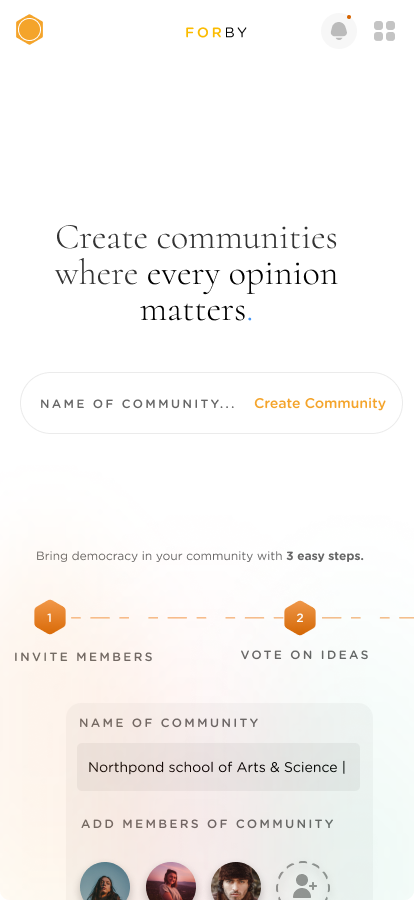 FORBY
Create communities
where every opinion
matters.
NAME OF COMMUNITY...
Create Community
Bring democracy in your community with 3 easy steps.
1
2
INVITE MEMBERS
VOTE ON IDEAS
NAME OF COMMUNITY
Northpond school of Arts & Science |
ADD MEMBERS OF COMMUNITY